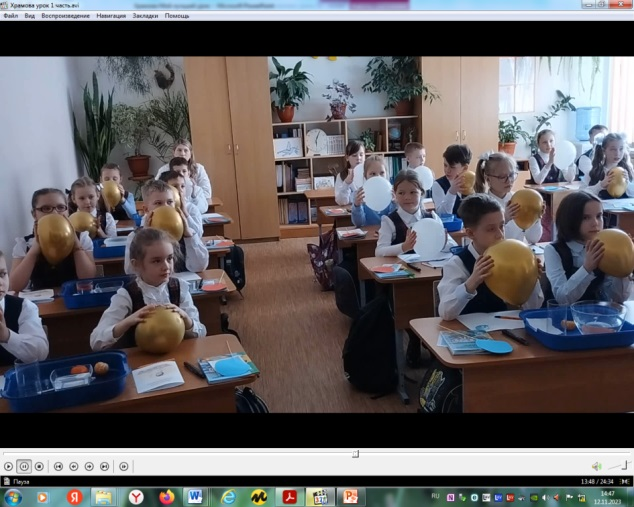 Храмова урок 1 часть.avi
Файл Вид Воспроизведение Навигация Закладки Помощь
Пауза
13:48 / 24:34
RU
14:47
12.11.2023